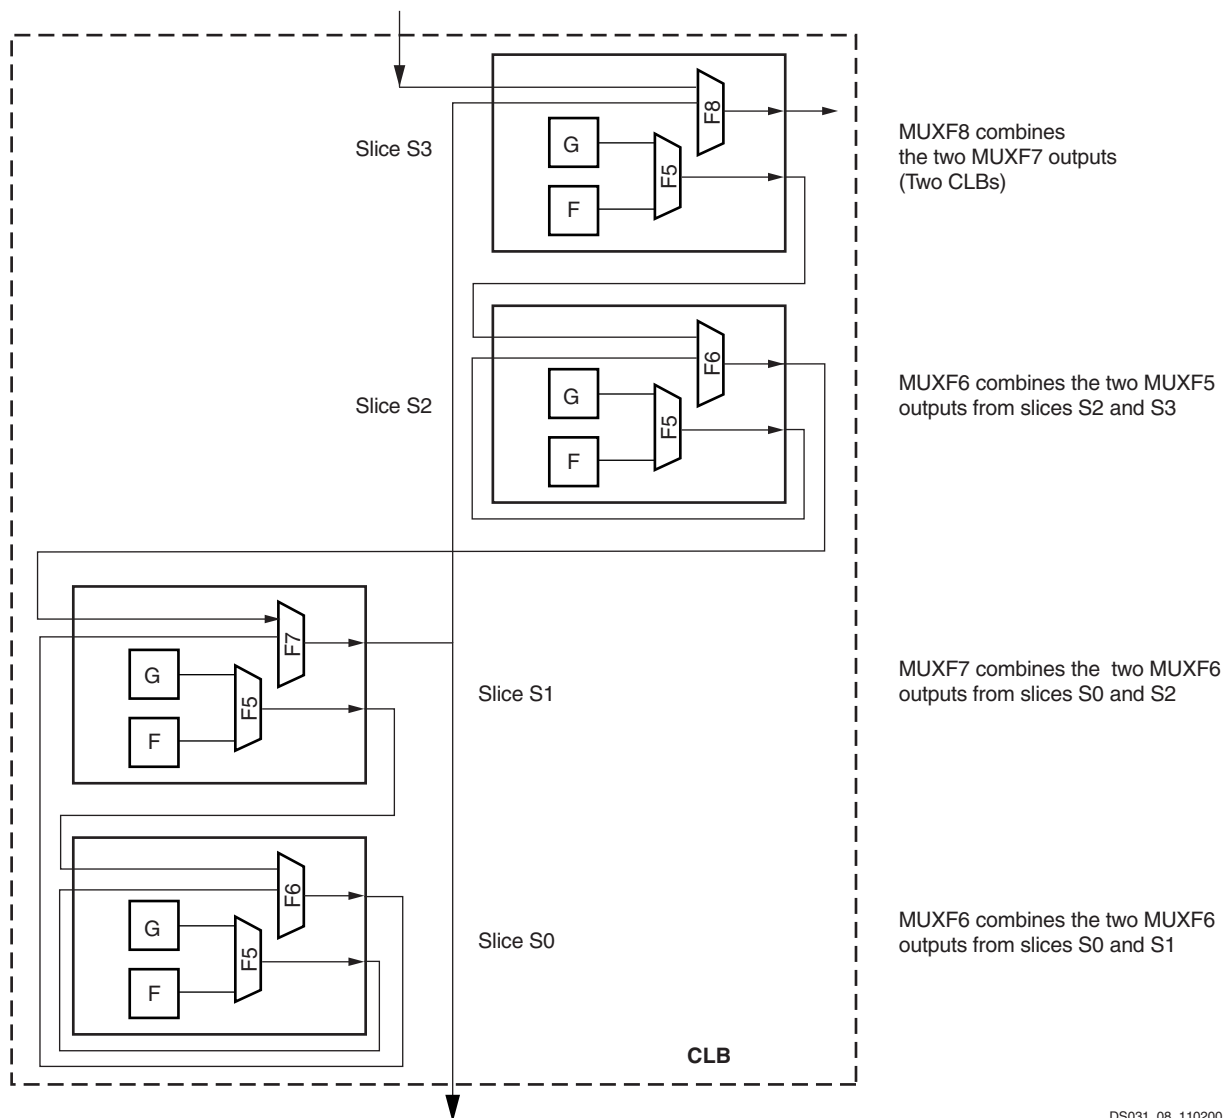 F8
Slice S3
G
F5
F
MUXF8 combines
the two MUXF7 outputs
(Two CLBs)
F6
Slice S2
G
F5
F
MUXF6 combines the two MUXF5
outputs from slices S2 and S3
F7
G
F5
F
Slice S1
MUXF7 combines the two MUXF6
outputs from slices S0 and S2
F6
G
F5
F
Slice S0
MUXF6 combines the two MUXF6
outputs from slices S0 and S1
CLB
DS031_08_110200